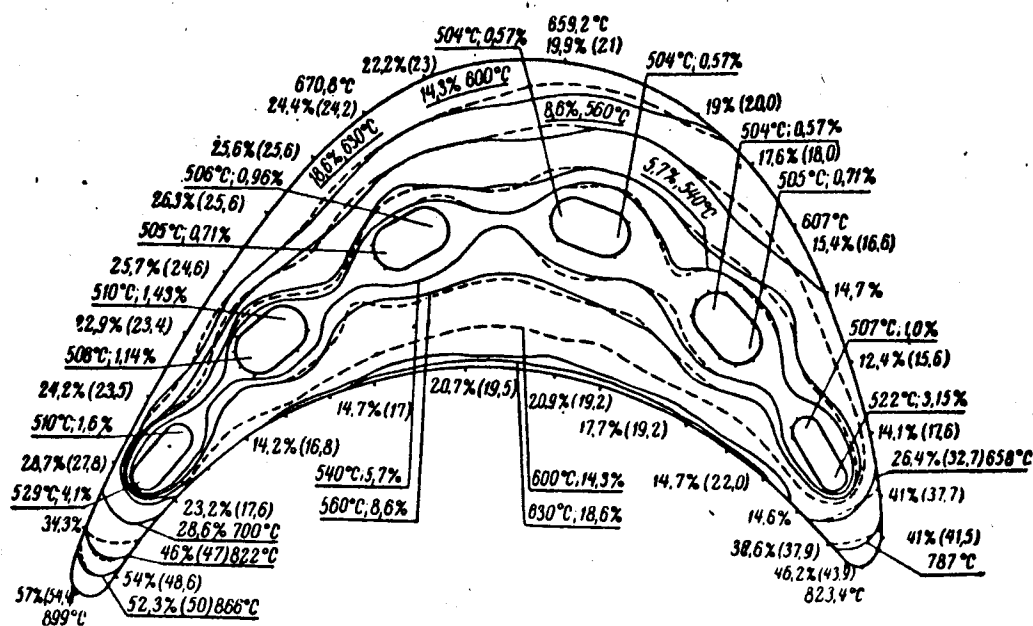 659,2°C
504°C, 0,57%
19,9% (21)
22,2% (23)
504°C, 0,57%
670,8°C
14,3% 600°C
24,4% (24,2)
8,6%, 560°C
19% (20,0)
504°C; 0,57%
25,6% (25,6)
18,6%, 630°C
17,6% (18,0)
506°C; 0,96%
505°C; 0,71%
5,7%, 540°C
26,3% (25,6)
607°C
505°C; 0,71%
15,4% (16,6)
25,7% (24,6)
14,7%
510°C; 1,43%
507°C; 1,0%
22,9% (23,4)
508°C; 1,14%
12,4% (15,6)
24,2% (23,5)
20,7% (19,5)
20,9% (19,2)
522°C; 3,15%
14,7% (17)
17,7% (19,2)
510°C; 1,6%
14,1% (17,6)
14,2% (16,8)
28,7% (27,8)
26,4% (32,7) 658°C
540°C; 5,7%
600°C; 14,3%
14,7% (22,0)
529°C; 4,1%
41% (37,7)
23,2% (17,6)
560°C; 8,6%
630°C; 18,6%
14,6%
34,3%
28,6% 700°C
41% (41,5)
46% (47) 822°C
38,6% (37,9)
787°C
54% (48,6)
46,2% (43,9)
57% (54,4)
52,3% (50) 866°C
823,4°C
899°C